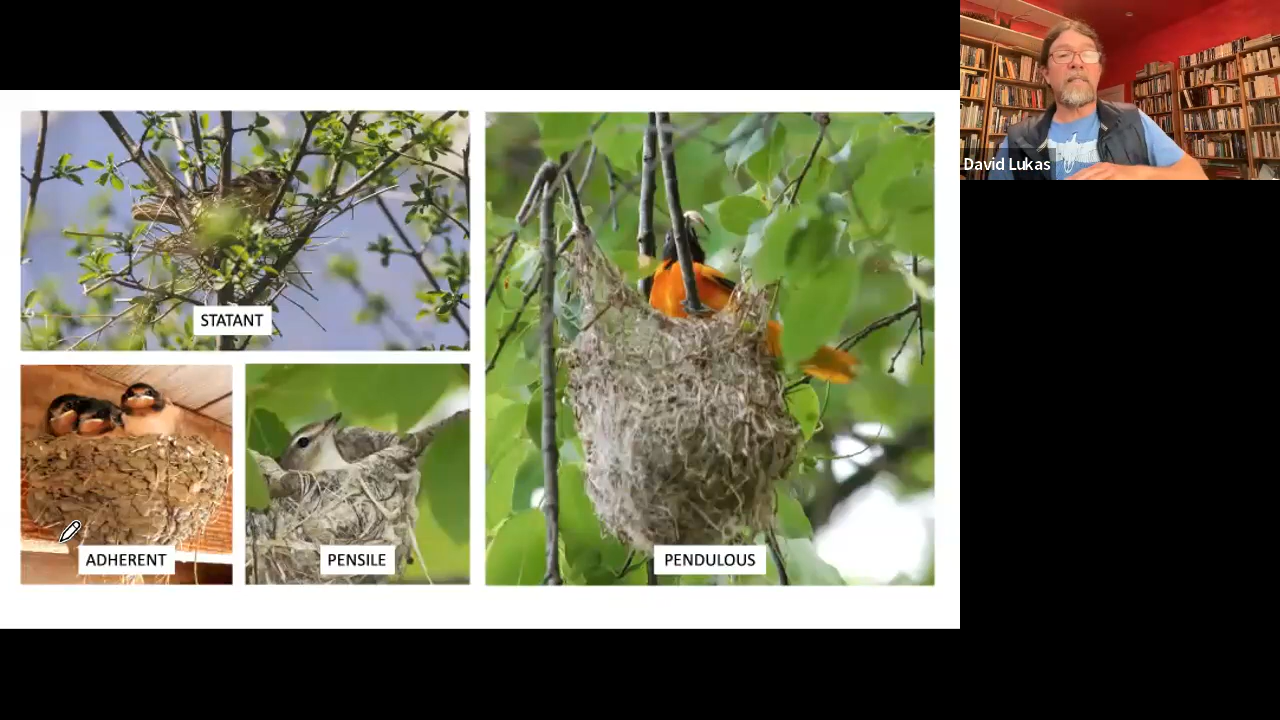 David Lukas
STATANT
ADHERENT
PENSILE
PENDULOUS